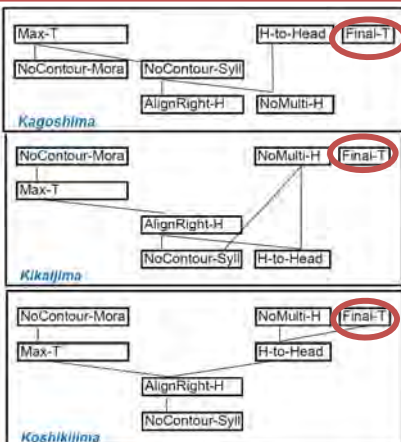 Max-T H-to-Head Final-T
NoContour-Mora NoContour-Syll
AlignRight-H NoMulti-H
Kagoshima
NoContour-Mora NoMulti-H Final-T
Max-T
AlignRight-H
NoContour-Syll H-to-Head
Kikaijima
NoContour-Mora NoMulti-H Final-T
Max-T H-to-Head
AlignRight-H
NoContour-Syll
Koshikijima